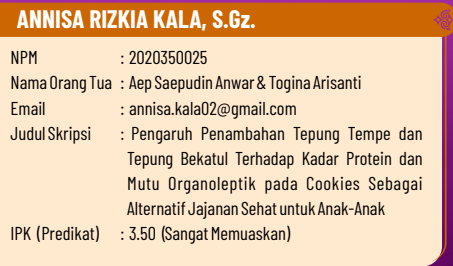 ANNISA RIZKIA KALA, S.Gz.
NPM : 2020350025
Nama Orang Tua : Aep Saepudin Anwar & Togina Arisanti
Email : annisa.kala02@gmail.com
Judul Skripsi : Pengaruh Penambahan Tepung Tempe dan
Tepung Bekatul Terhadap Kadar Protein dan
Mutu Organoleptik pada Cookies Sebagai
Alternatif Jajanan Sehat untuk Anak-Anak
IPK (Predikat) : 3.50 (Sangat Memuaskan)